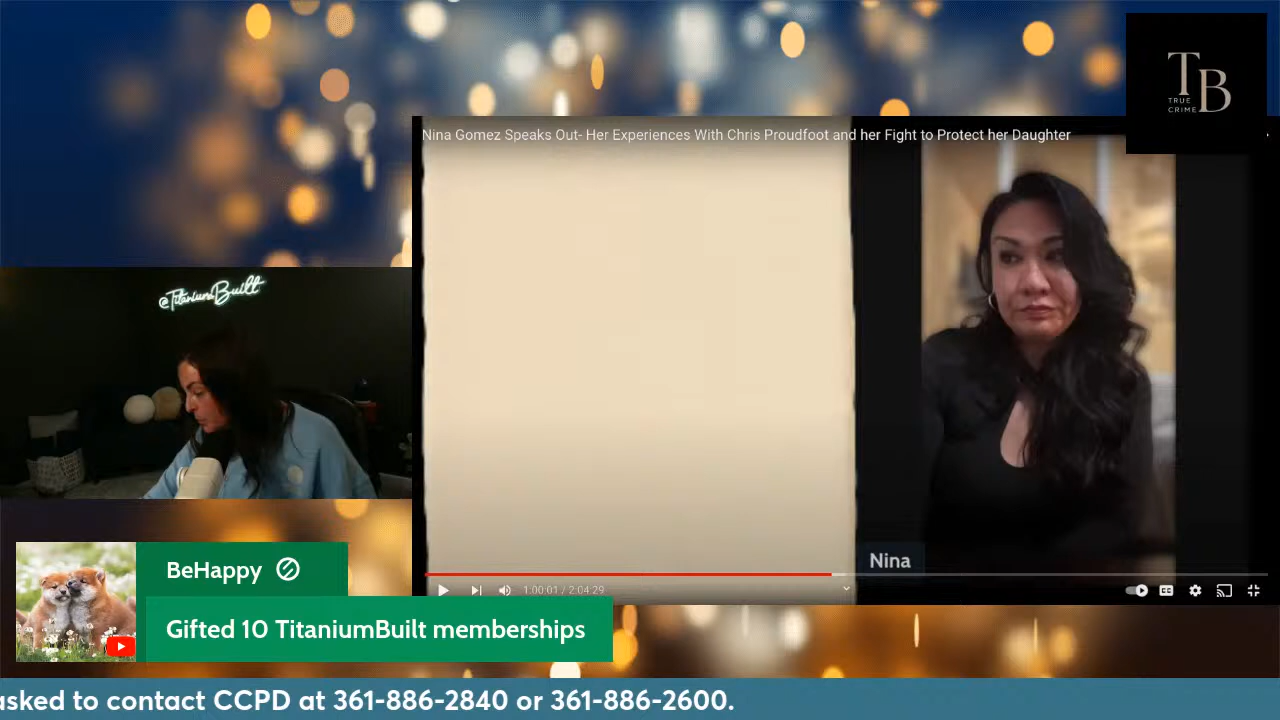 TB
TRUE
CRIME
Nina Gomez Speaks Out- Her Experiences With Chris Proudfoot and her Fight to Protect her Daughter
@TitaniumBuilt
Nina
1:00:01 / 2:04:29
CC
BeHappy
Gifted 10 TitaniumBuilt memberships
asked to contact CCPD at 361-886-2840 or 361-886-2600.